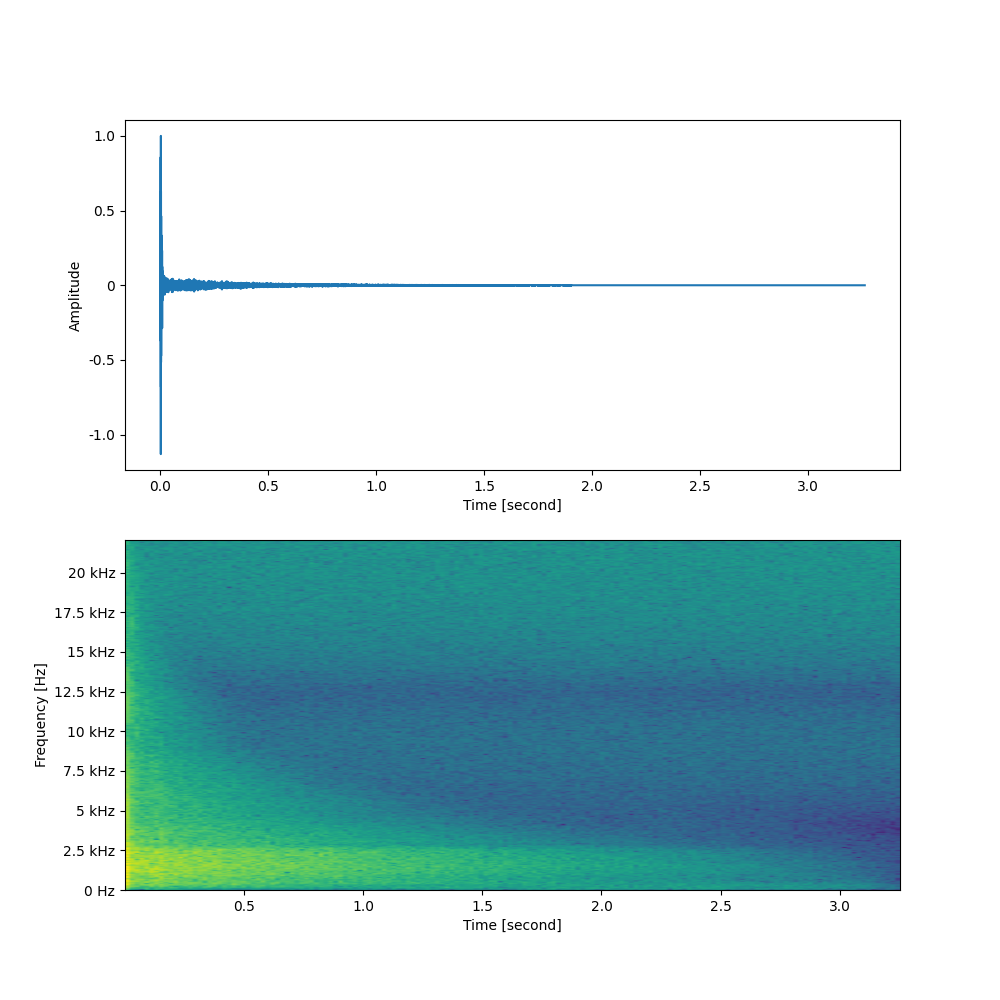 1.0
0.5
0
-0.5
-1.0
Amplitude
0.0 0.5 1.0 1.5 2.0 2.5 3.0
Time [second]
20 kHz
17.5 kHz
15 kHz
12.5 kHz
10 kHz
7.5 kHz
5 kHz
2.5 kHz
0 Hz
Frequency [Hz]
0.5 1.0 1.5 2.0 2.5 3.0
Time [second]